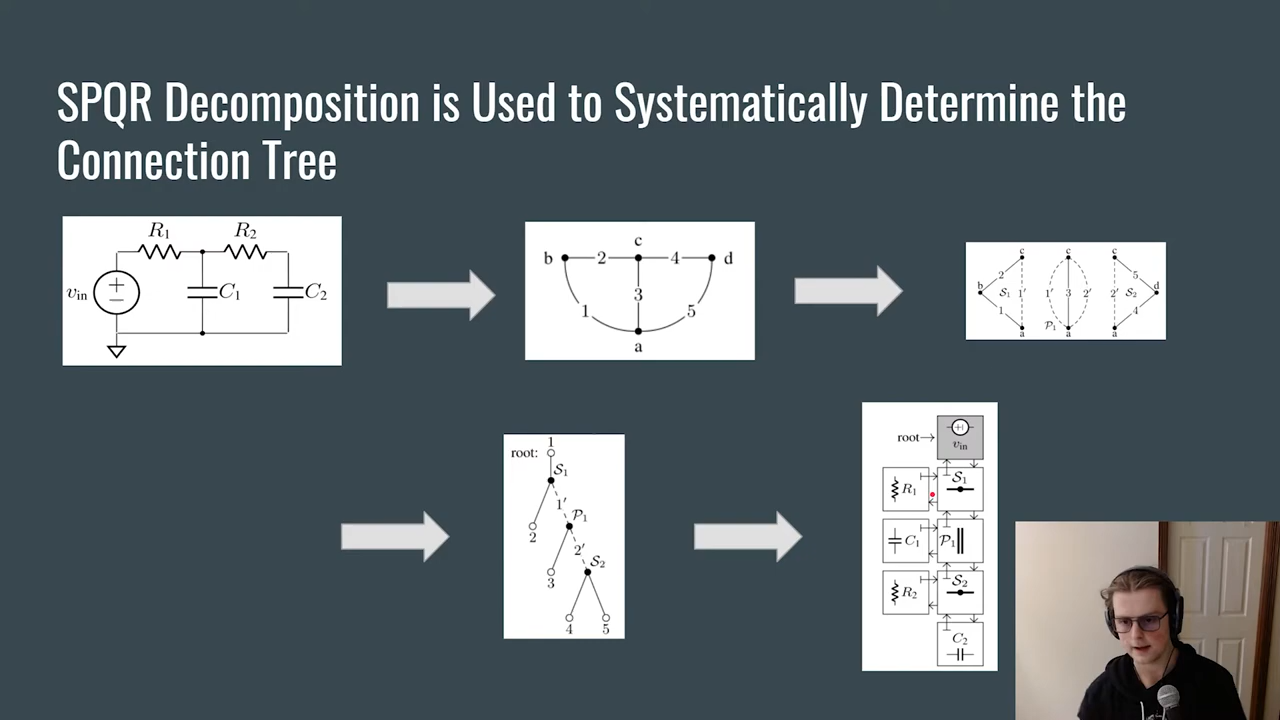 SPQR Decomposition is Used to Systematically Determine the
Connection Tree
R₁ R₂
+
−
vᵢₙ C₁ C₂
c
b 2 4 d
3
1 5
a
c c c
2 5
b S₁ 1′ 1′ 3 2′ 2′ S₂ d
1 P₁ 4
a a a
1
root:
S₁
1′
P₁
2
2′
S₂
3
4 5
root→ vᵢₙ
R₁ S₁
C₁ P₁
R₂ S₂
C₂